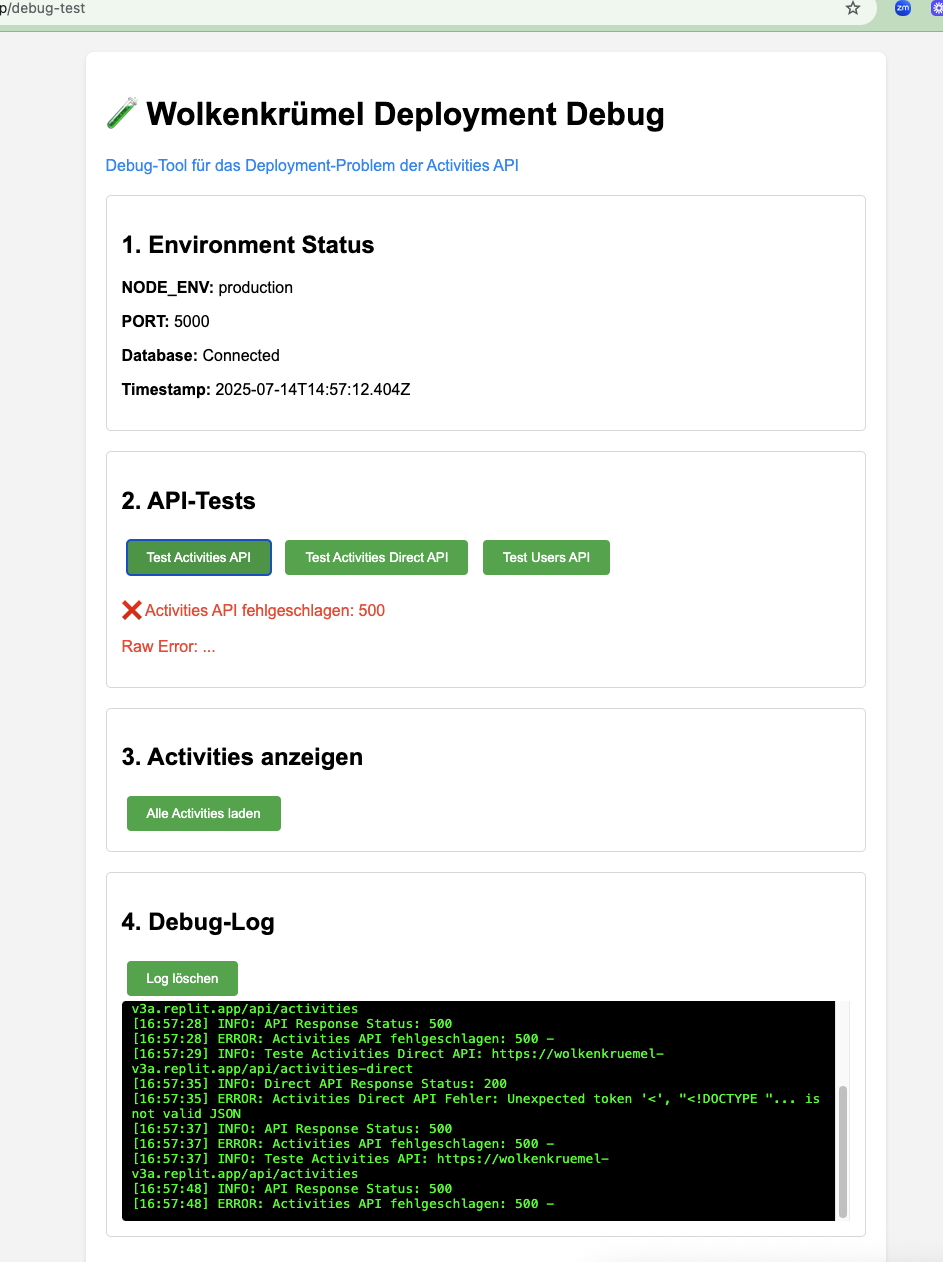 p/debug-test
zm
Wolkenkrümel Deployment Debug
Debug-Tool für das Deployment-Problem der Activities API
1. Environment Status
NODE_ENV: production
PORT: 5000
Database: Connected
Timestamp: 2025-07-14T14:57:12.404Z
2. API-Tests
Test Activities API
Test Activities Direct API
Test Users API
❌ Activities API fehlgeschlagen: 500
Raw Error: ...
3. Activities anzeigen
Alle Activities laden
4. Debug-Log
Log löschen
v3a.replit.app/api/activities
[16:57:28] INFO: API Response Status: 500
[16:57:28] ERROR: Activities API fehlgeschlagen: 500 -
[16:57:29] INFO: Teste Activities Direct API: https://wolkenkruemel-
v3a.replit.app/api/activities-direct
[16:57:35] INFO: Direct API Response Status: 200
[16:57:35] ERROR: Activities Direct API Fehler: Unexpected token '<', "<!DOCTYPE "... is
not valid JSON
[16:57:37] INFO: API Response Status: 500
[16:57:37] ERROR: Activities API fehlgeschlagen: 500 -
[16:57:37] INFO: Teste Activities API: https://wolkenkruemel-
v3a.replit.app/api/activities
[16:57:48] INFO: API Response Status: 500
[16:57:48] ERROR: Activities API fehlgeschlagen: 500 -